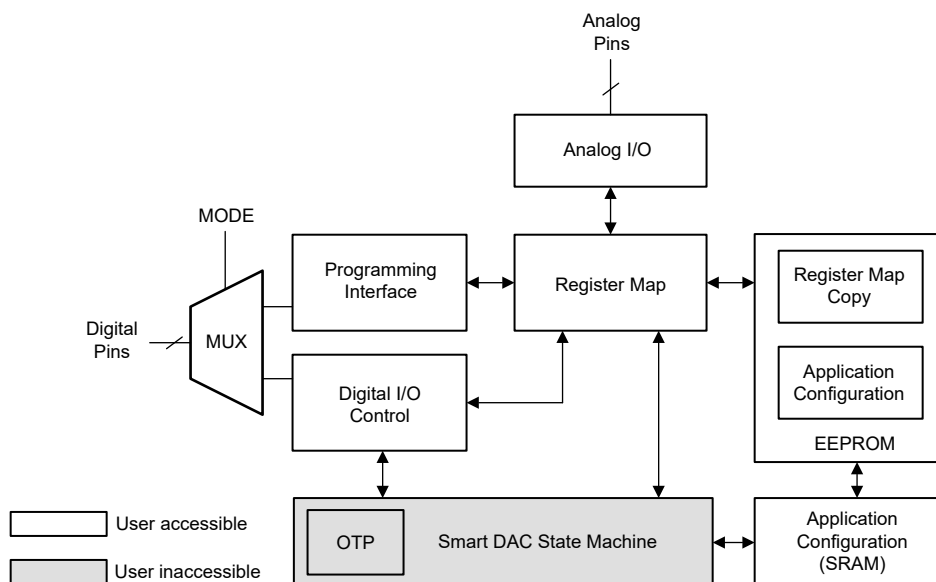 Analog
Pins
Analog I/O
MODE
Programming
Interface
Register Map
Register Map
Copy
Digital
Pins
MUX
Digital I/O
Control
Application
Configuration
EEPROM
User accessible
OTP
Smart DAC State Machine
Application
Configuration
(SRAM)
User inaccessible